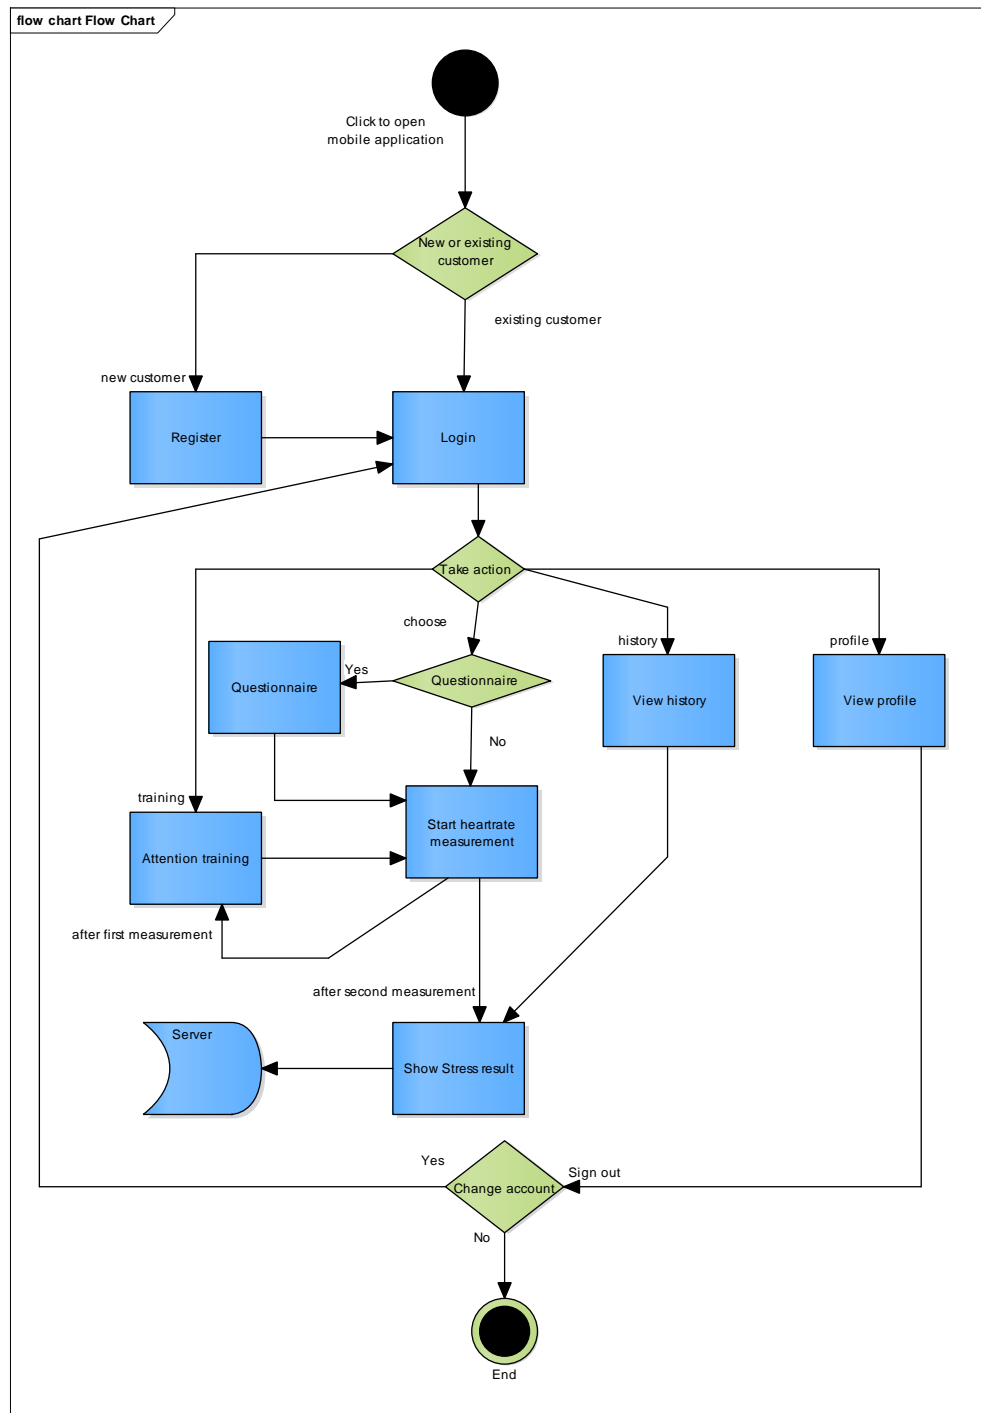 flow chart Flow Chart
Click to open
mobile application
New or existing
customer
existing customer
new customer
Register
Login
Take action
choose
history
profile
Yes
Questionnaire
Questionnaire
View history
View profile
No
training
Start heartrate
measurement
Attention training
after first measurement
after second measurement
Server
Show Stress result
Yes
Sign out
Change account
No
End